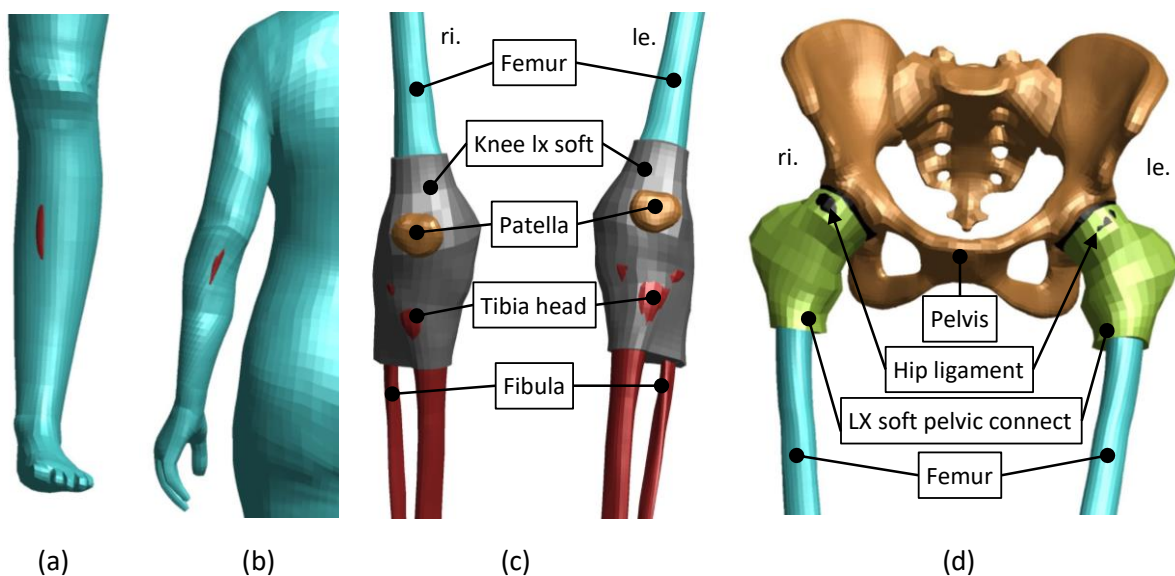 ri.
le.
Femur
Knee lx soft
Patella
Tibia head
Fibula
ri.
le.
Pelvis
Hip ligament
LX soft pelvic connect
Femur
(a)
(b)
(c)
(d)